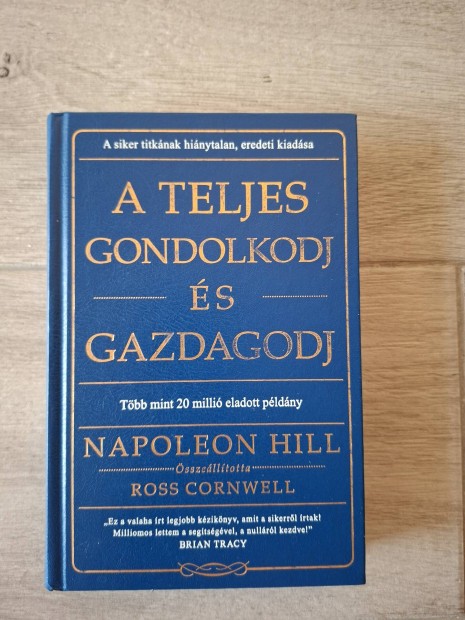 A siker titkának hiánytalan, eredeti kiadása
A TELJES
GONDOLKODJ
ÉS
GAZDAGODJ
Több mint 20 millió eladott példány
NAPOLEON HILL
Összeállította
ROSS CORNWELL
„Ez a valaha írt legjobb kézikönyv, amit a sikerről írtak!
Milliomos lettem a segítségével, a nulláról kezdve!”
BRIAN TRACY